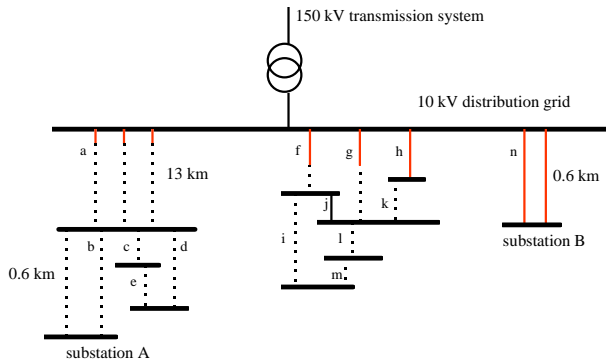 150 kV transmission system
10 kV distribution grid
a
f
g
h
n
13 km
0.6 km
j
k
b
c
d
i
l
substation B
0.6 km
e
m
substation A